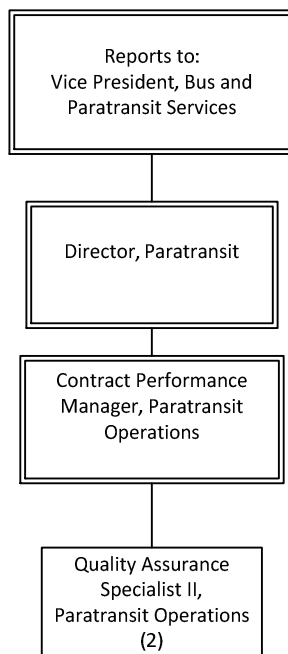 Reports to:
Vice President, Bus and
Paratransit Services
Director, Paratransit
Contract Performance
Manager, Paratransit
Operations
Quality Assurance
Specialist II,
Paratransit Operations
(2)